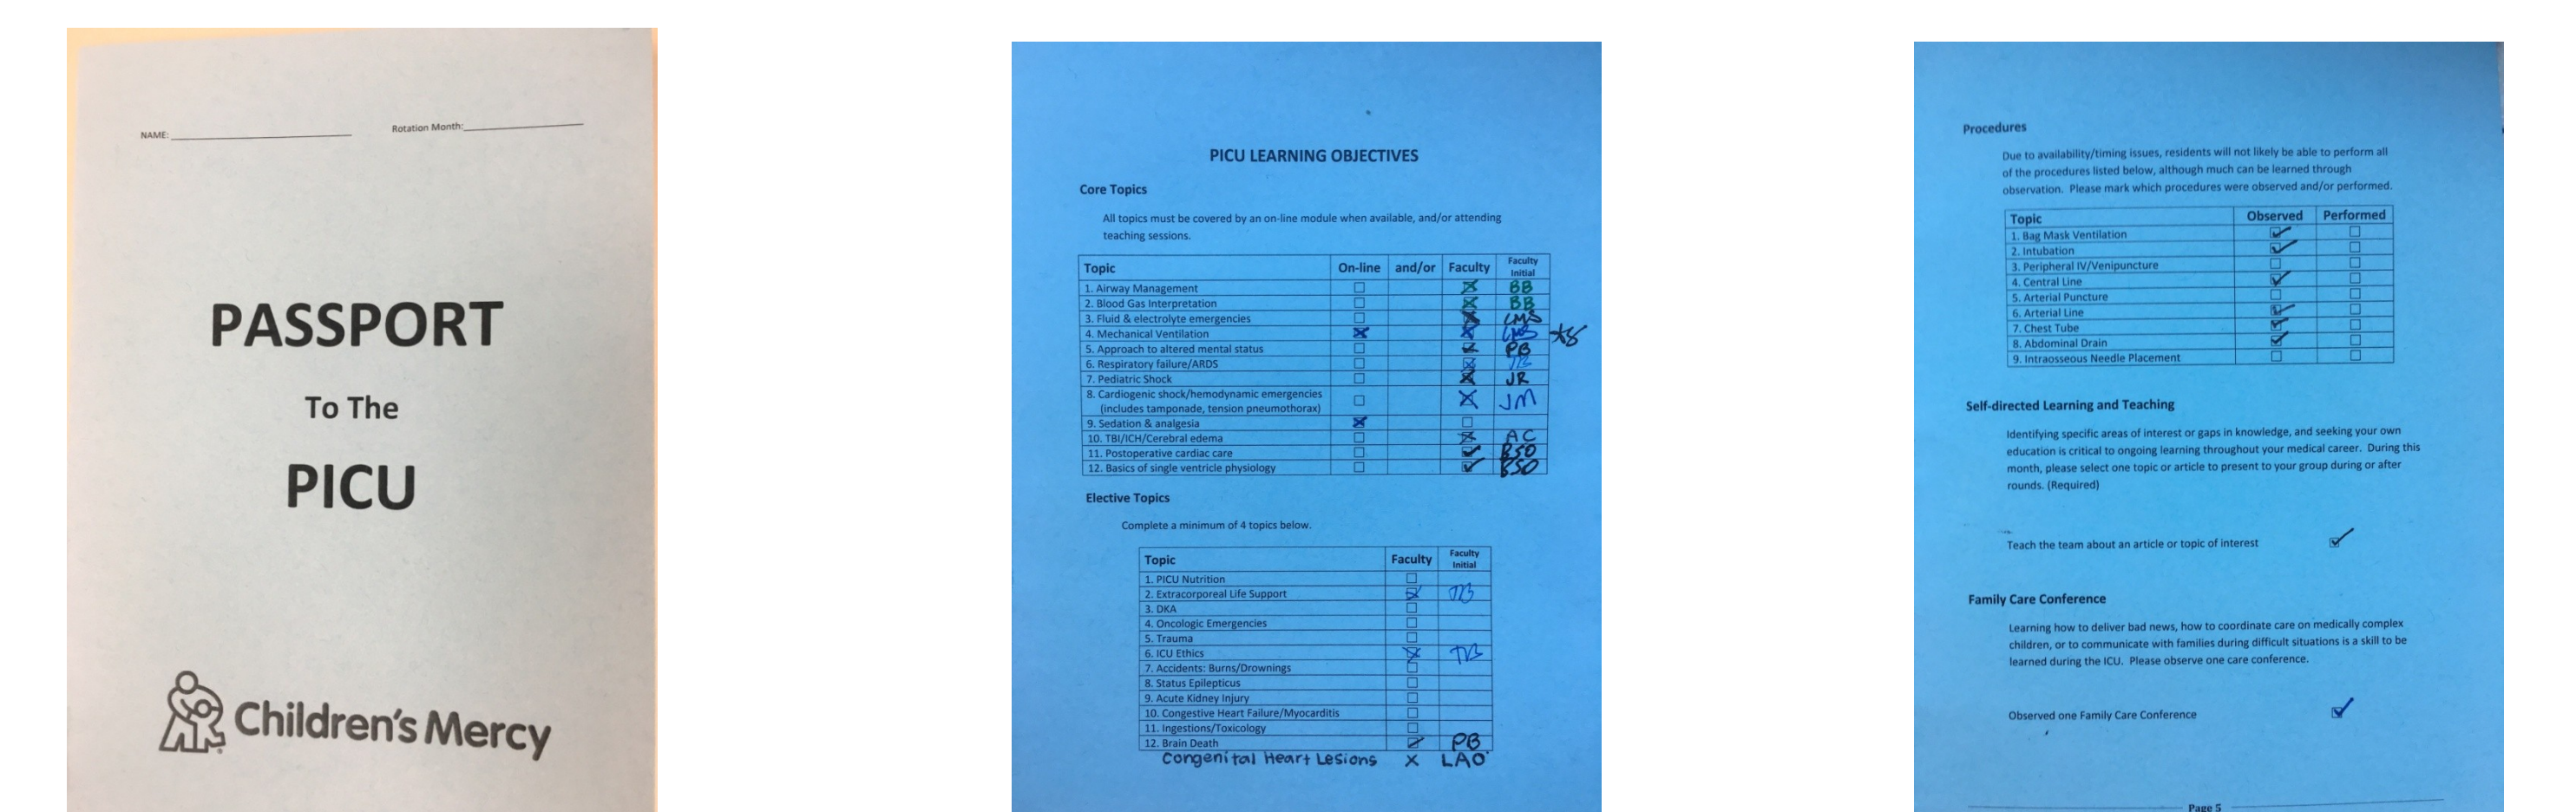 NAME:
Rotation Month:
PASSPORT
To The
PICU
Children's Mercy
PICU LEARNING OBJECTIVES
Core Topics
All topics must be covered by an on-line module when available, and/or attending
teaching sessions.
Topic On-line and/or Faculty Faculty Initial
1. Airway Management BB
2. Blood Gas Interpretation BB
3. Fluid & electrolyte emergencies LMS
4. Mechanical Ventilation LMS
5. Approach to altered mental status PB
6. Respiratory failure/ARDS
7. Pediatric Shock JR
8. Cardiogenic shock/hemodynamic emergencies JM
(includes tamponade, tension pneumothorax)
9. Sedation & analgesia
10. TBI/ICH/Cerebral edema AC
11. Postoperative cardiac care
12. Basics of single ventricle physiology
Elective Topics
Complete a minimum of 4 topics below.
Topic Faculty Faculty Initial
1. PICU Nutrition
2. Extracorporeal Life Support
3. DKA
4. Oncologic Emergencies
5. Trauma
6. ICU Ethics
7. Accidents: Burns/Drownings
8. Status Epilepticus
9. Acute Kidney Injury
10. Congestive Heart Failure/Myocarditis
11. Ingestions/Toxicology
12. Brain Death PB
Congenital Heart Lesions X LAO
Procedures
Due to availability/timing issues, residents will not likely be able to perform all
of the procedures listed below, although much can be learned through
observation. Please mark which procedures were observed and/or performed.
Topic Observed Performed
1. Bag Mask Ventilation
2. Intubation
3. Peripheral IV/Venipuncture
4. Central Line
5. Arterial Puncture
6. Arterial Line
7. Chest Tube
8. Abdominal Drain
9. Intraosseous Needle Placement
Self-directed Learning and Teaching
Identifying specific areas of interest or gaps in knowledge, and seeking your own
education is critical to ongoing learning throughout your medical career. During this
month, please select one topic or article to present to your group during or after
rounds. (Required)
Teach the team about an article or topic of interest
Family Care Conference
Learning how to deliver bad news, how to coordinate care on medically complex
children, or to communicate with families during difficult situations is a skill to be
learned during the ICU. Please observe one care conference.
Observed one Family Care Conference
Page 5